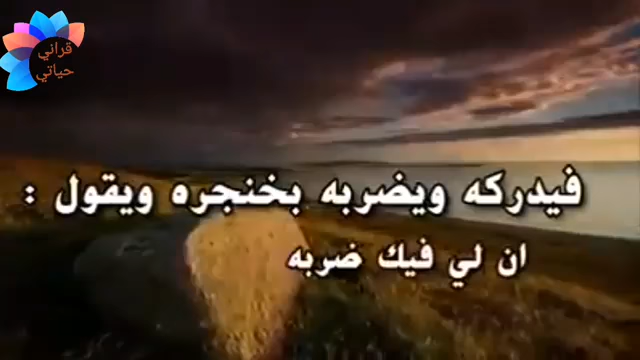 قراني
حياتي
فيدركه ويضربه بخنجره ويقول :
ان لي فيك ضربه